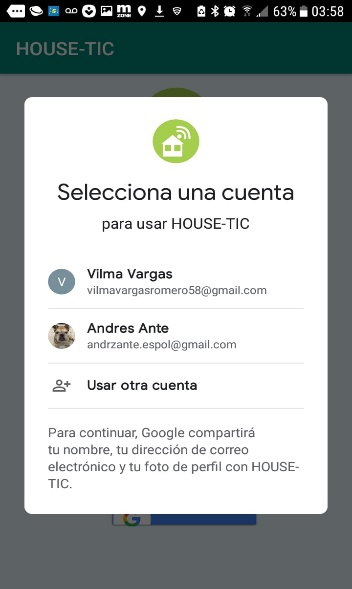 63% 03:58
HOUSE-TIC
Selecciona una cuenta
para usar HOUSE-TIC
V
Vilma Vargas
vilmavargasromero58@gmail.com
Andres Ante
andrzante.espol@gmail.com
Usar otra cuenta
Para continuar, Google compartirá
tu nombre, tu dirección de correo
electrónico y tu foto de perfil con HOUSE-
TIC.
G